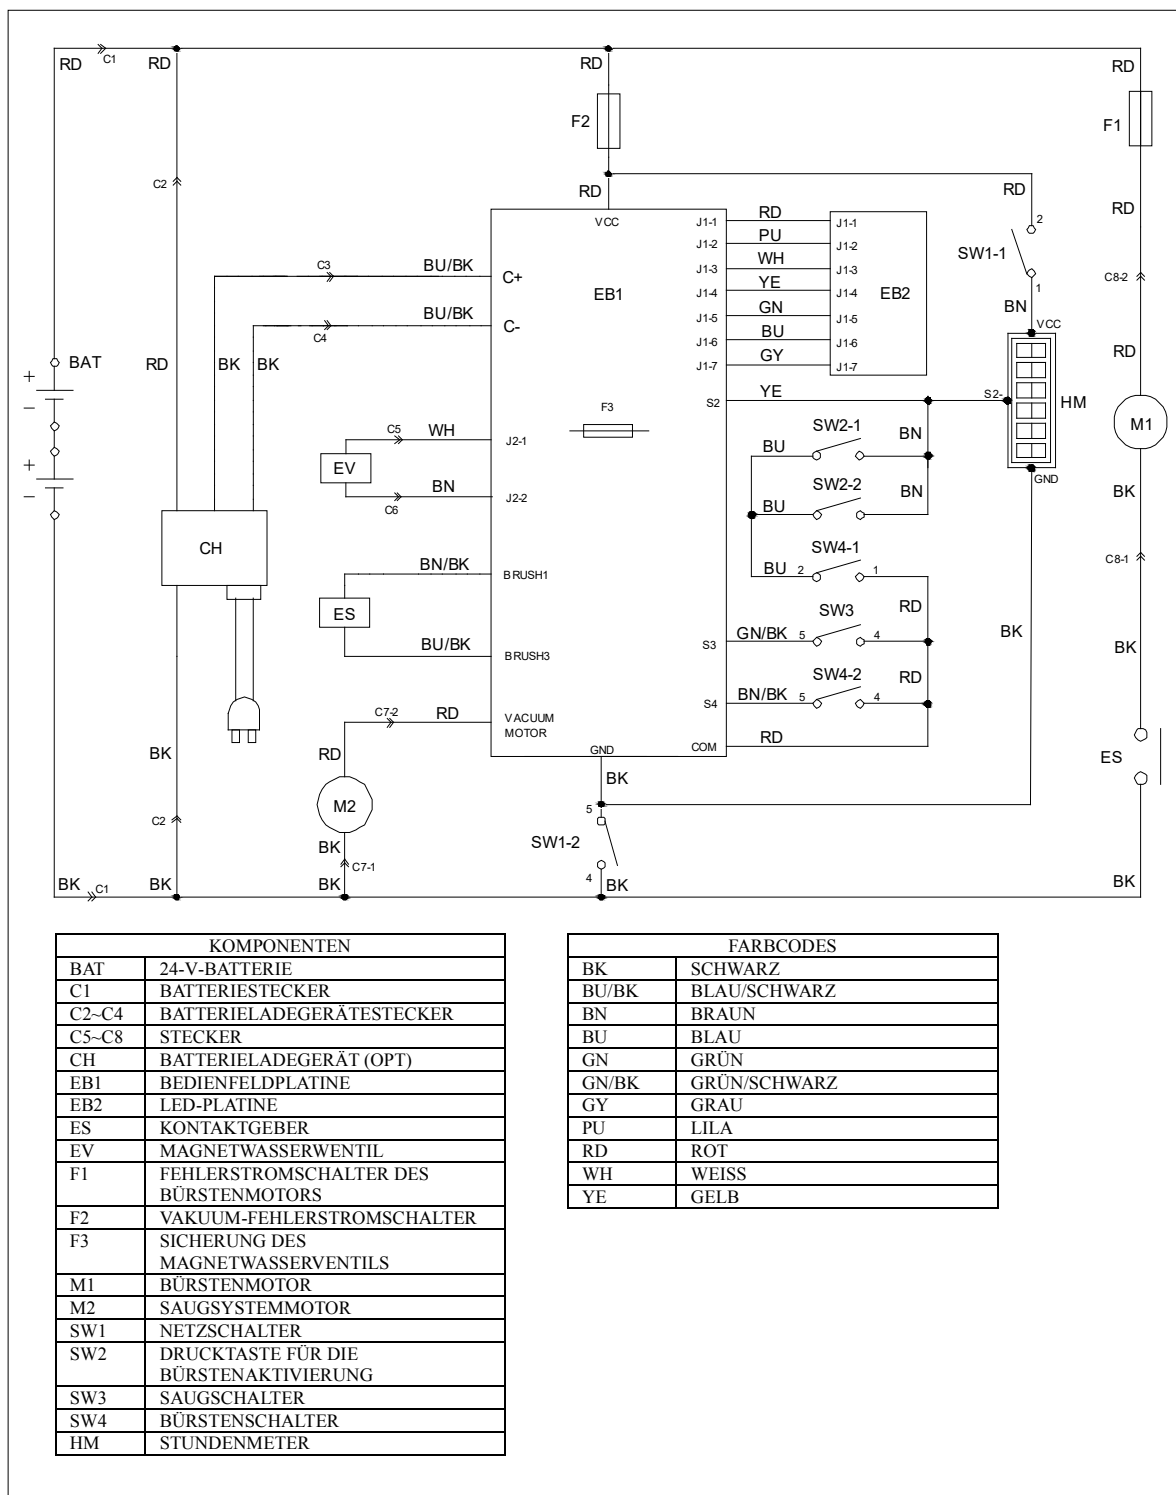 C1
RD RD RD RD
F2 F1
C2
RD RD RD
VCC J1-1 RD J1-1 2
J1-2 PU J1-2
SW1-1
C3 BU/BK C+ J1-3 WH J1-3 C8-2
EB1 J1-4 YE J1-4 EB2 1
J1-5 GN J1-5 BN
C4 BU/BK C- J1-6 BU J1-6 VCC
BAT RD BK BK J1-7 GY J1-7 RD
+ S2 YE S2- HM
− F3
C5 WH SW2-1 BN M1
EV J2-1 BU
+ SW2-2
− BN J2-2 BU BN GND BK
C6
CH SW4-1
BN/BK BRUSH1 BU 2 1 C8-1
ES SW3 RD
BU/BK BRUSH3 S3 GN/BK 5 4 BK BK
SW4-2 RD
C7-2 RD VACUUM MOTOR S4 BN/BK 5 4
BK RD GND COM RD ES
M2 BK
C2 5
SW1-2
BK C7-1 4
BK C1 BK BK BK BK
KOMPONENTEN
BAT 24-V-BATTERIE
C1 BATTERIESTECKER
C2~C4 BATTERIELADEGERÄTESTECKER
C5~C8 STECKER
CH BATTERIELADEGERÄT (OPT)
EB1 BEDIENFELDPLATINE
EB2 LED-PLATINE
ES KONTAKTGEBER
EV MAGNETWASSERWENTIL
F1 FEHLERSTROMSCHALTER DES
BÜRSTENMOTORS
F2 VAKUUM-FEHLERSTROMSCHALTER
F3 SICHERUNG DES
MAGNETWASSERVENTILS
M1 BÜRSTENMOTOR
M2 SAUGSYSTEMMOTOR
SW1 NETZSCHALTER
SW2 DRUCKTASTE FÜR DIE
BÜRSTENAKTIVIERUNG
SW3 SAUGSCHALTER
SW4 BÜRSTENSCHALTER
HM STUNDENMETER
FARBCODES
BK SCHWARZ
BU/BK BLAU/SCHWARZ
BN BRAUN
BU BLAU
GN GRÜN
GN/BK GRÜN/SCHWARZ
GY GRAU
PU LILA
RD ROT
WH WEISS
YE GELB